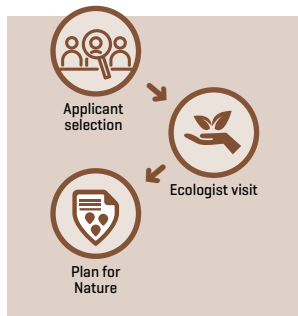 Applicant
selection
Ecologist visit
Plan for
Nature